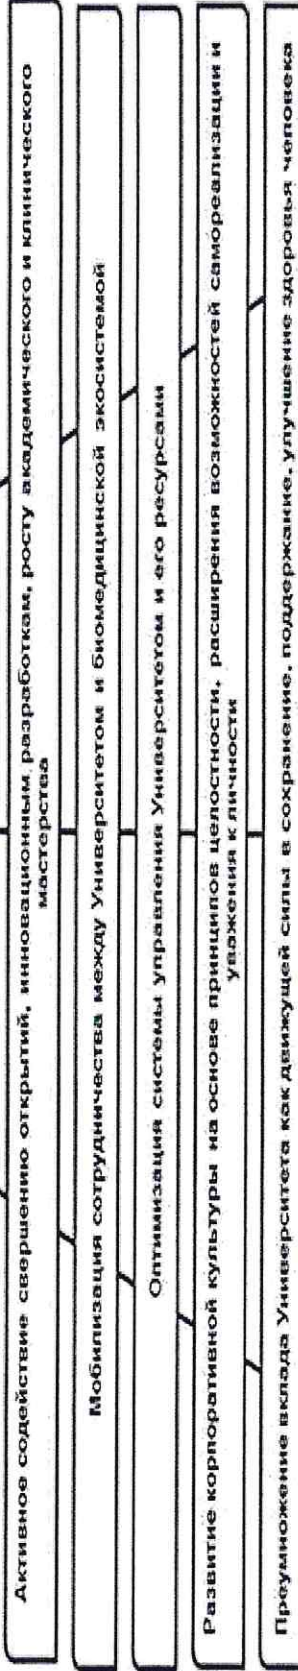 Активное содействие свершению открытий, инновационным разработкам, росту академического и клинического
мастерства
Мобилизация сотрудничества между Университетом и биомедицинской экосистемой
Оптимизация системы управления Университетом и его ресурсами
Развитие корпоративной культуры на основе принципов целостности, расширения возможностей самореализации и
уважения к личности
Преумножение вклада Университета как движущей силы в сохранение, поддержание, улучшение здоровья человека